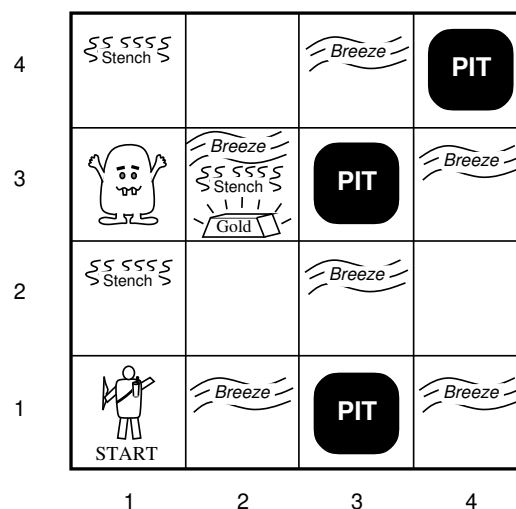 4
Stench
Breeze
PIT
3
Breeze
Stench
Gold
PIT
Breeze
2
Stench
Breeze
1
START
Breeze
PIT
Breeze
1 2 3 4